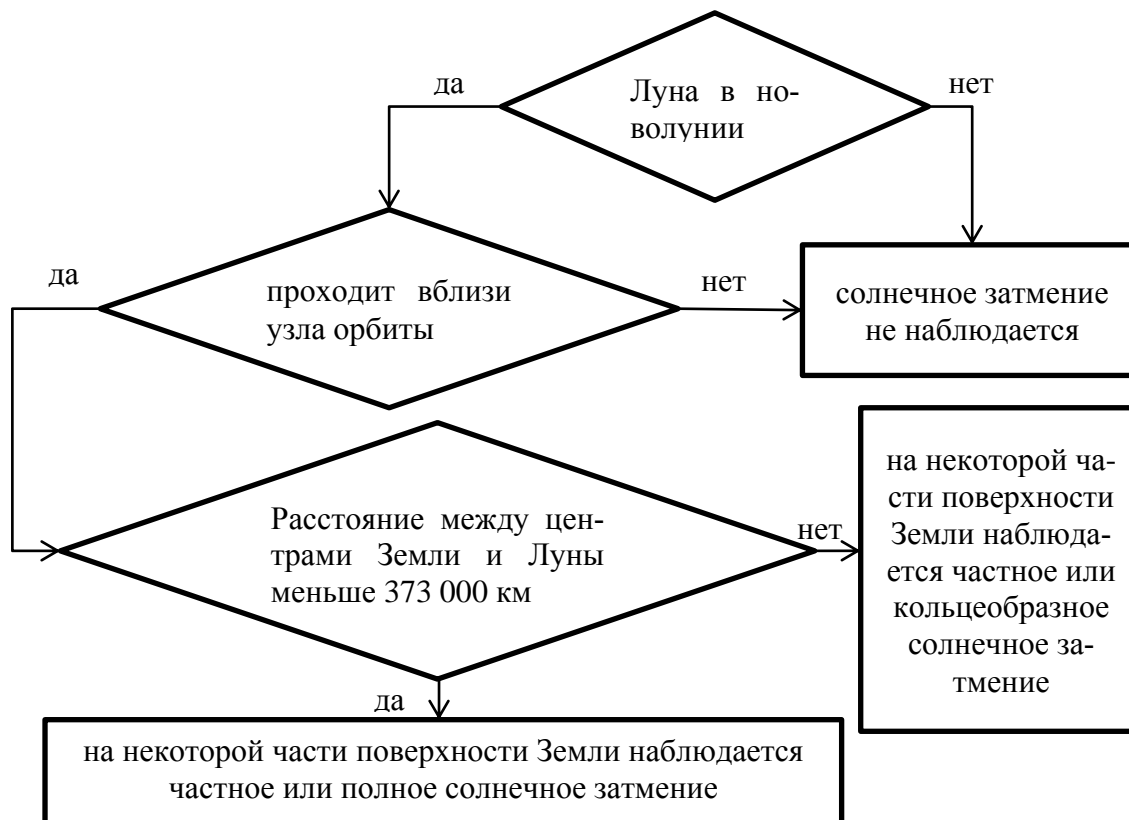 да
Луна в но-
волунии
нет
да
проходит вблизи
узла орбиты
нет
солнечное затмение
не наблюдается
Расстояние между цен-
трами Земли и Луны
меньше 373 000 км
нет
на некоторой ча-
сти поверхности
Земли наблюда-
ется частное или
кольцеобразное
солнечное за-
тмение
да
на некоторой части поверхности Земли наблюдается
частное или полное солнечное затмение